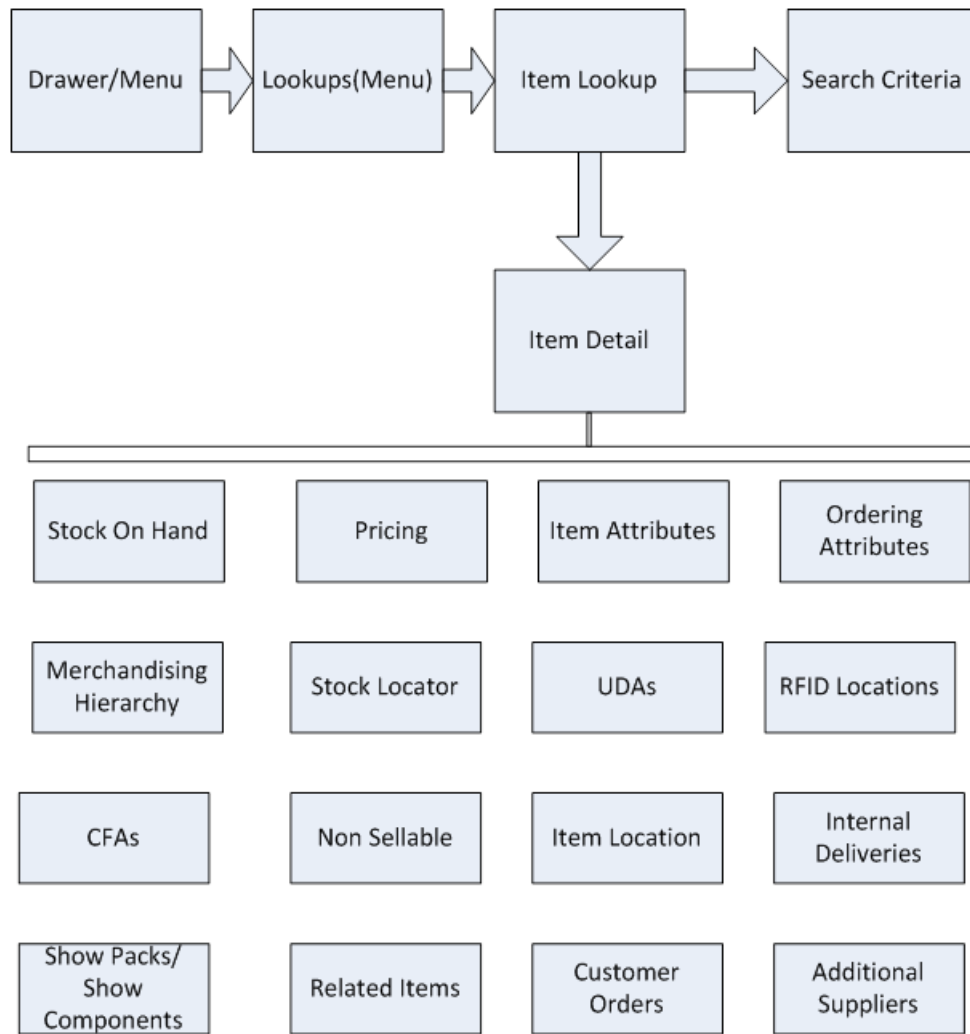 Drawer/Menu
Lookups(Menu)
Item Lookup
Search Criteria
Item Detail
Stock On Hand
Pricing
Item Attributes
Ordering
Attributes
Merchandising
Hierarchy
Stock Locator
UDAs
RFID Locations
CFAs
Non Sellable
Item Location
Internal
Deliveries
Show Packs/
Show
Components
Related Items
Customer
Orders
Additional
Suppliers